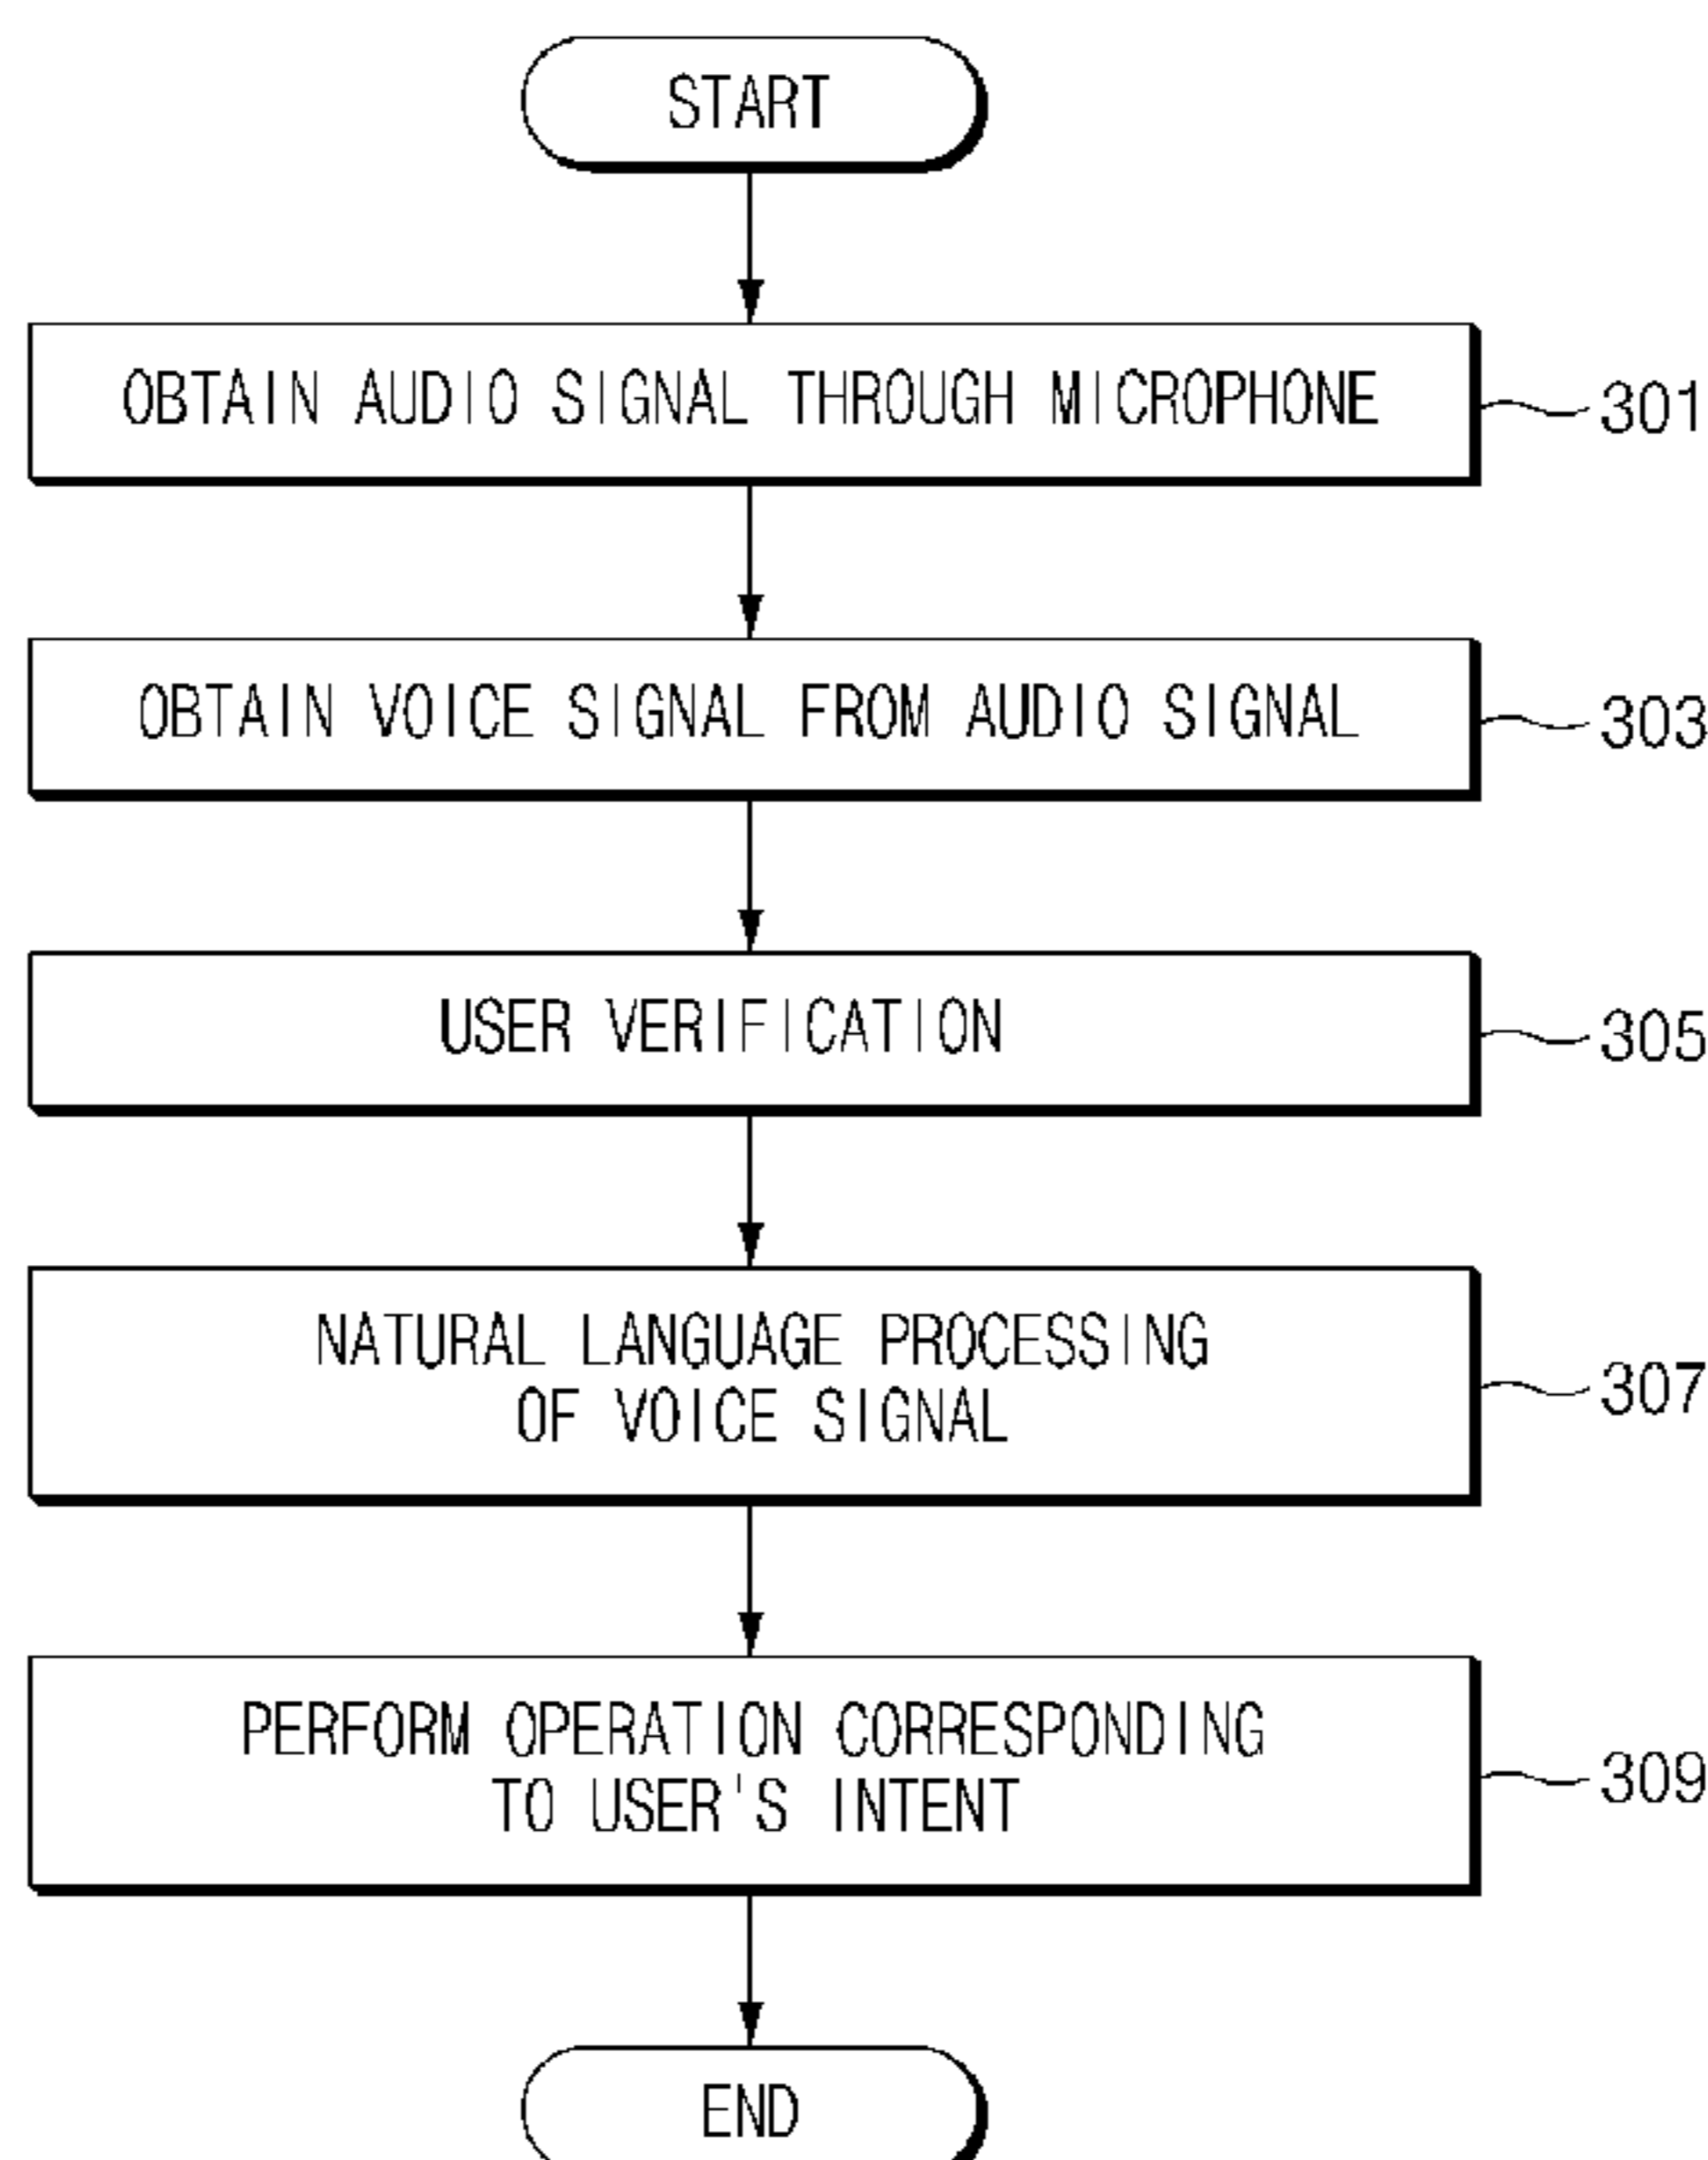 START
OBTAIN AUDIO SIGNAL THROUGH MICROPHONE
301
OBTAIN VOICE SIGNAL FROM AUDIO SIGNAL
303
USER VERIFICATION
305
NATURAL LANGUAGE PROCESSING
OF VOICE SIGNAL
307
PERFORM OPERATION CORRESPONDING
TO USER'S INTENT
309
END